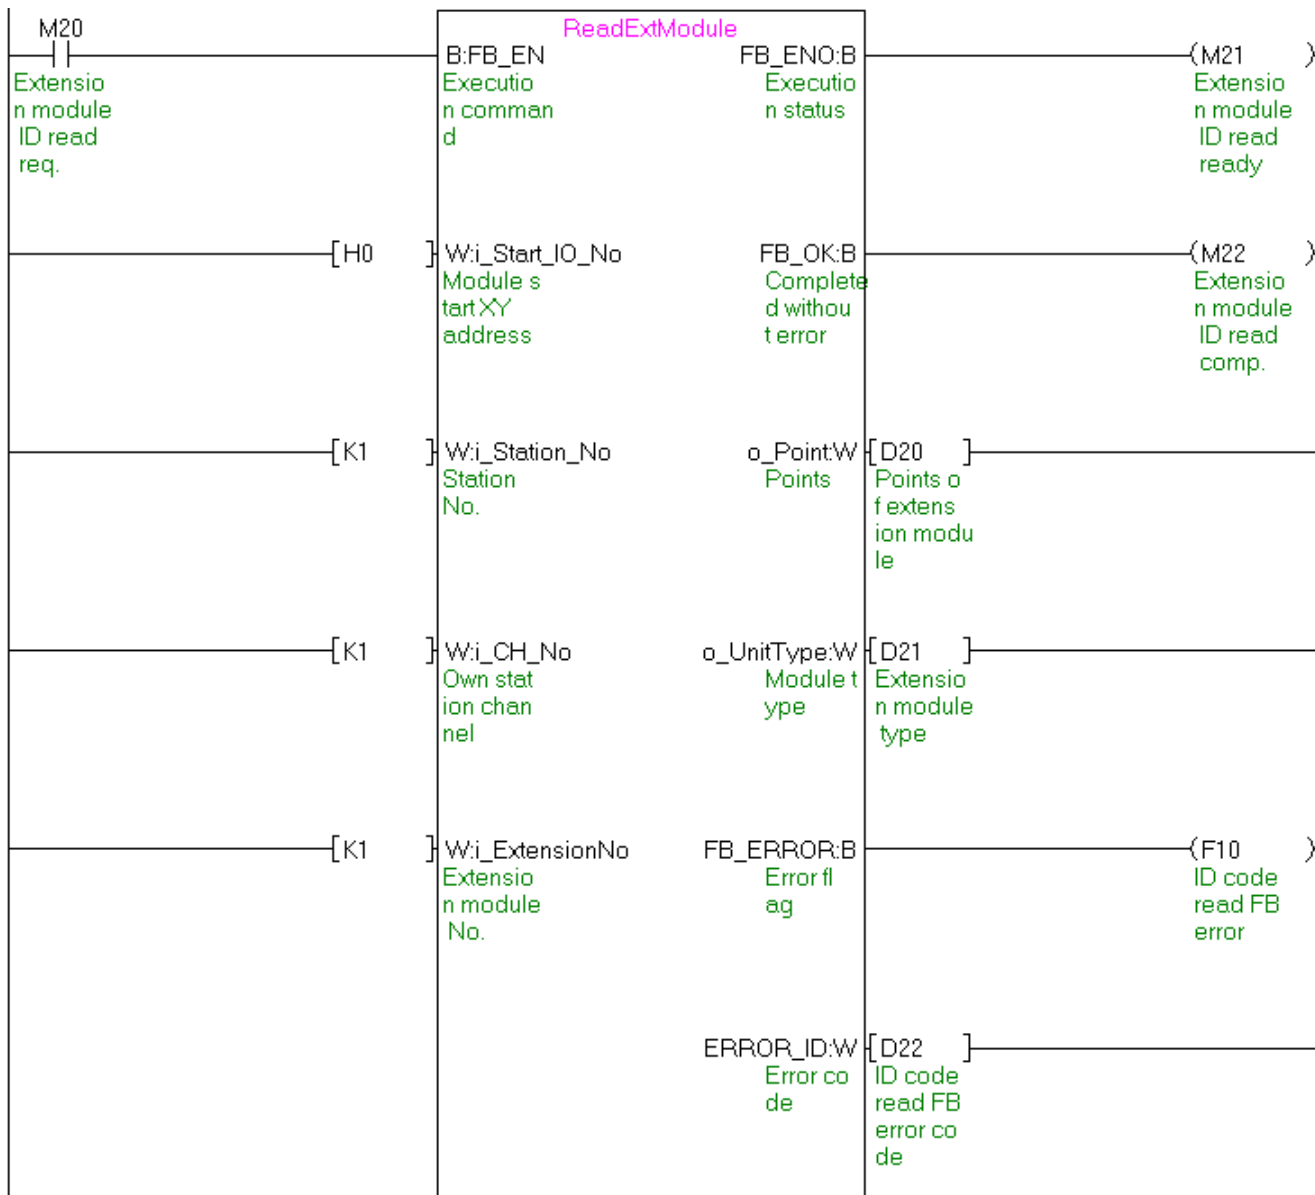 M20
ReadExtModule
B:FB_EN
FB_ENO:B
(M21 )
Extensio
n module
ID read
req.
Executio
n comman
d
Executio
n status
Extensio
n module
ID read
ready
[H0 ]
W:i_Start_IO_No
FB_OK:B
(M22 )
Module s
tart XY
address
Complete
d withou
t error
Extensio
n module
ID read
comp.
[K1 ]
W:i_Station_No
o_Point:W
[D20 ]
Station
No.
Points
Points o
f extens
ion modu
le
[K1 ]
W:i_CH_No
o_UnitType:W
[D21 ]
Own stat
ion chan
nel
Module t
ype
Extensio
n module
type
[K1 ]
W:i_ExtensionNo
FB_ERROR:B
(F10 )
Extensio
n module
No.
Error fl
ag
ID code
read FB
error
ERROR_ID:W
[D22 ]
Error co
de
ID code
read FB
error co
de